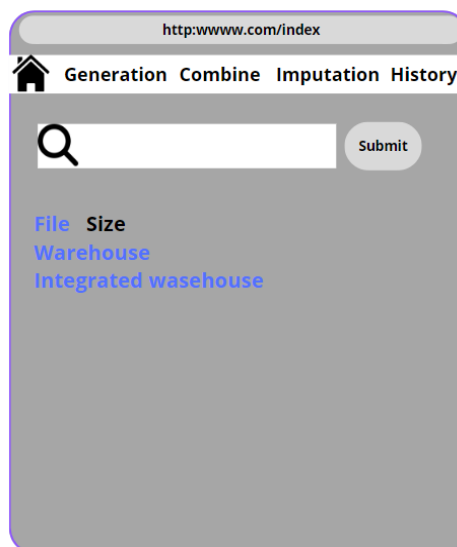 http:wwww.com/index
Generation Combine Imputation History
Submit
File Size
Warehouse
Integrated wasehouse